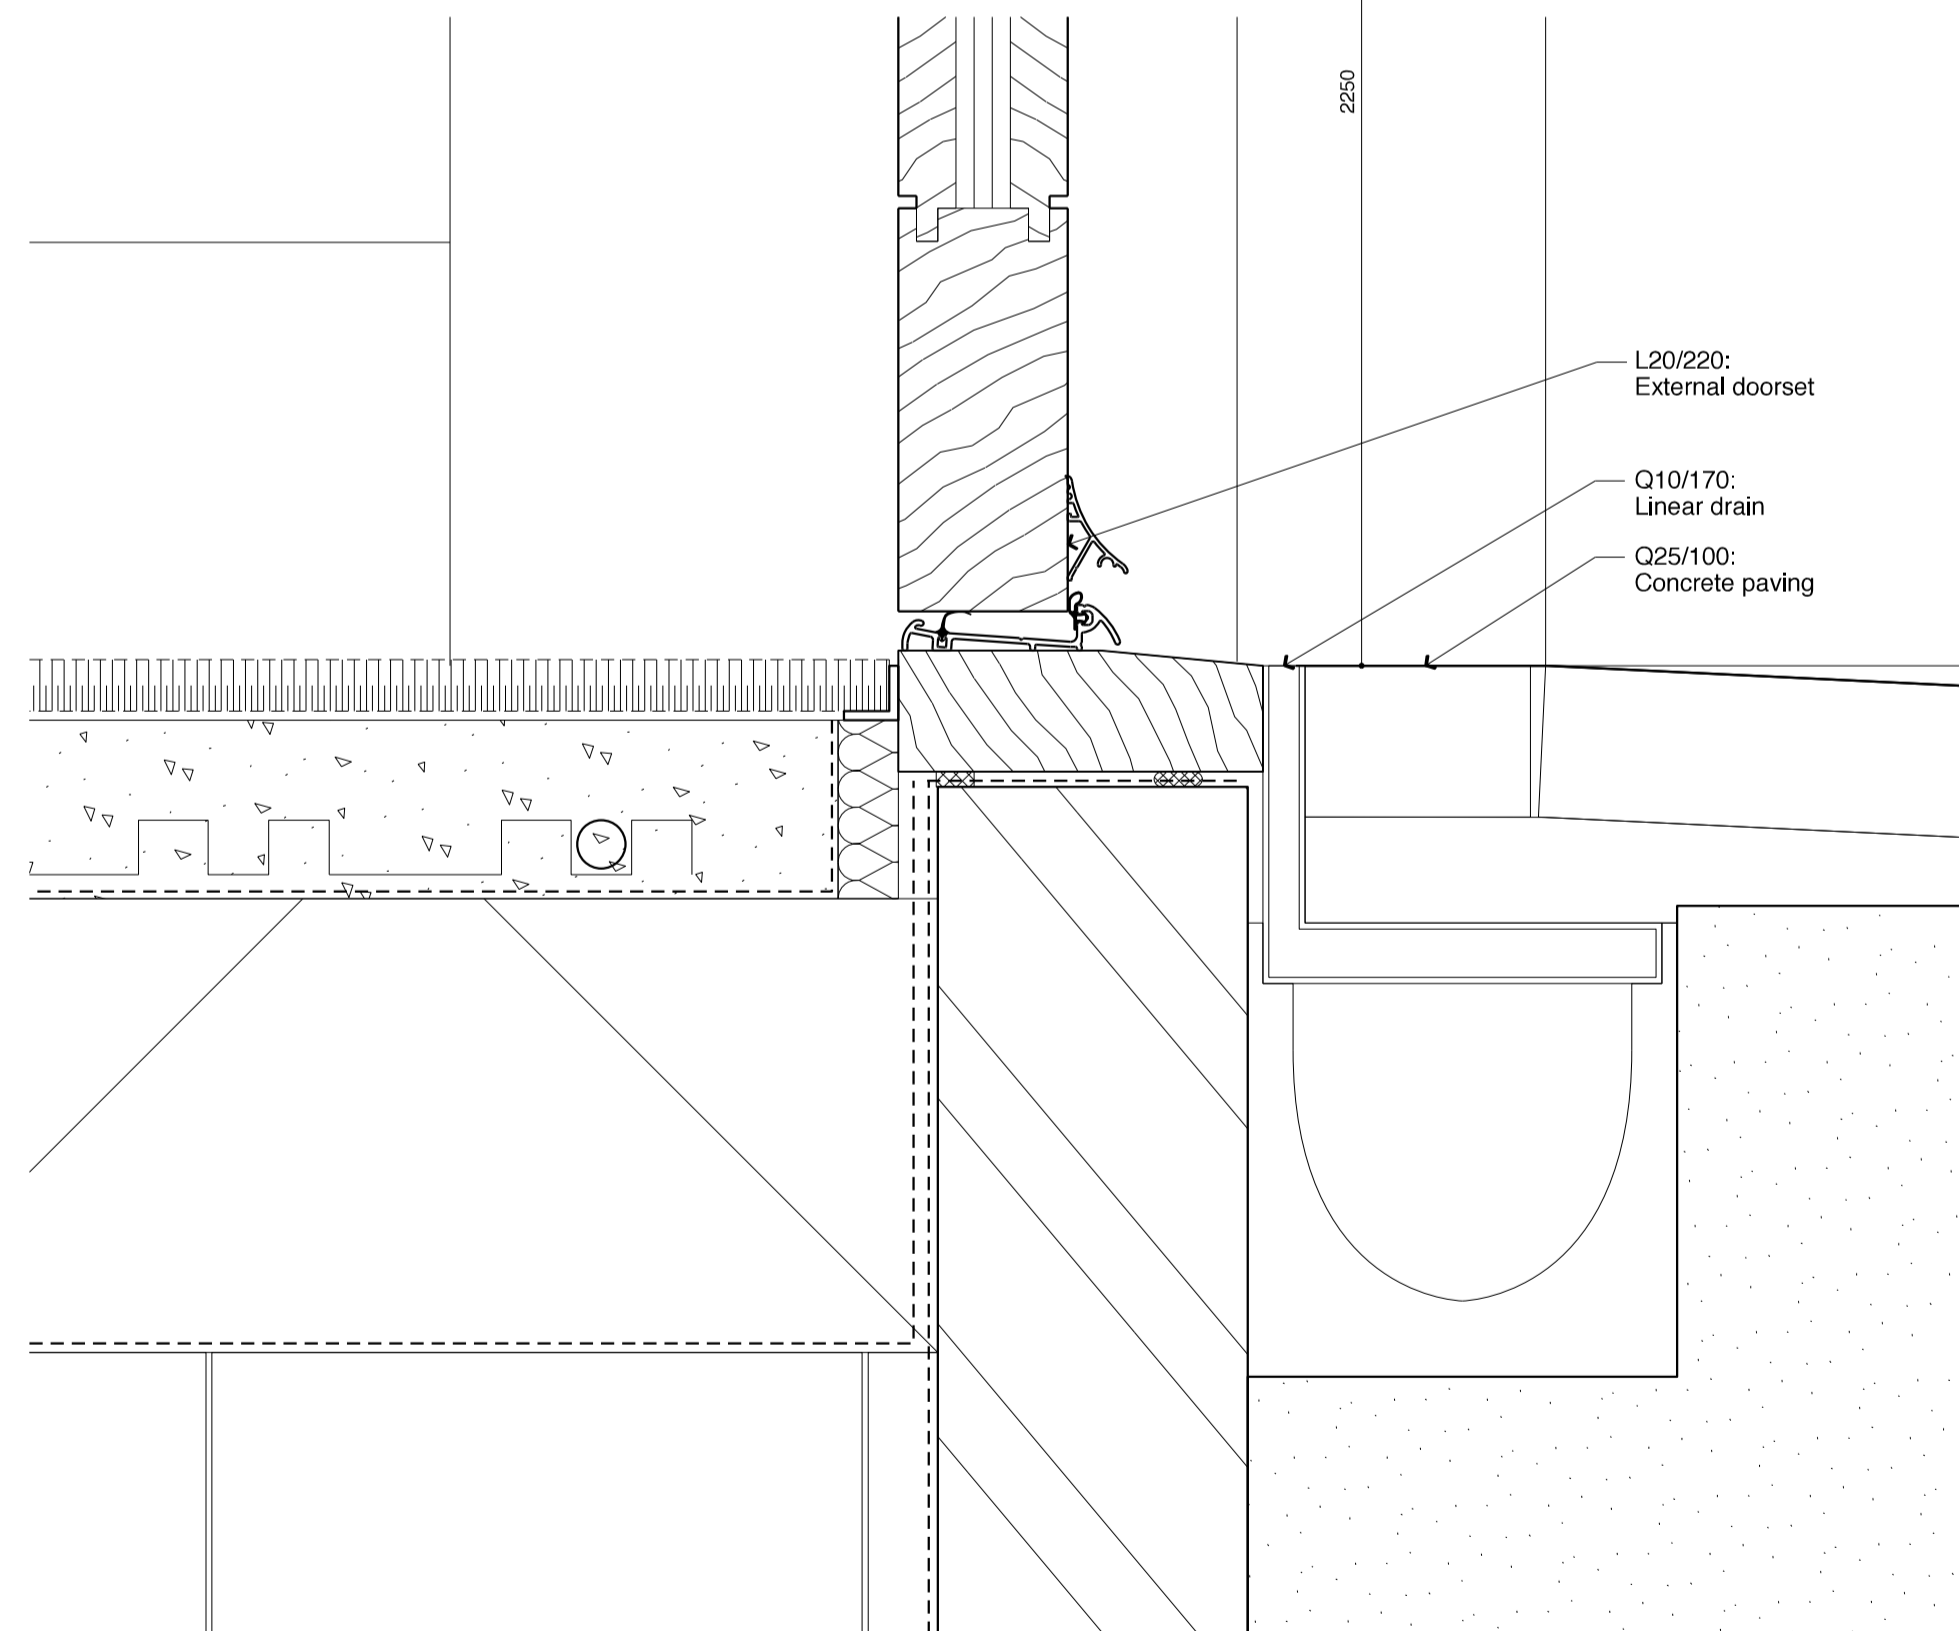 2250
L20/220:
External doorset
Q10/170:
Linear drain
Q25/100:
Concrete paving